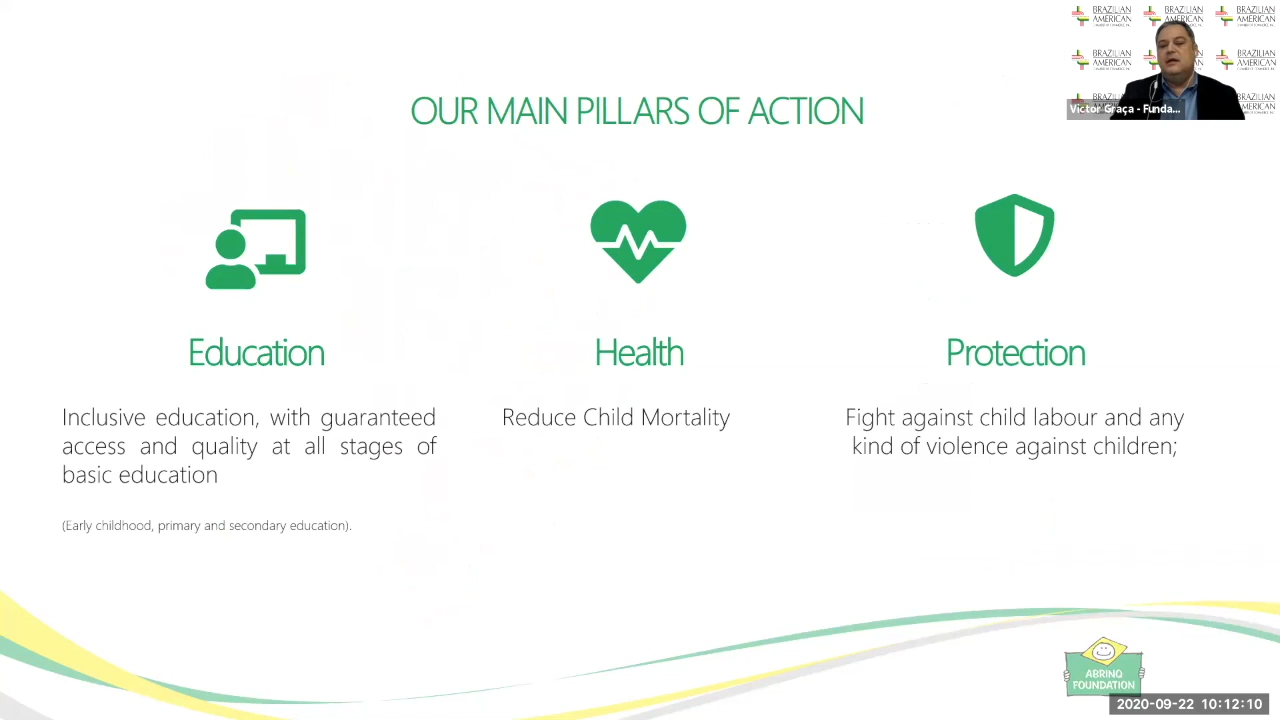 BRAZILIAN AMERICAN
OUR MAIN PILLARS OF ACTION
Victor Graça - Funda...
Education
Inclusive education, with guaranteed
access and quality at all stages of
basic education
(Early childhood, primary and secondary education).
Health
Reduce Child Mortality
Protection
Fight against child labour and any
kind of violence against children;
ABRINQ
FOUNDATION
2020-09-22 10:12:10